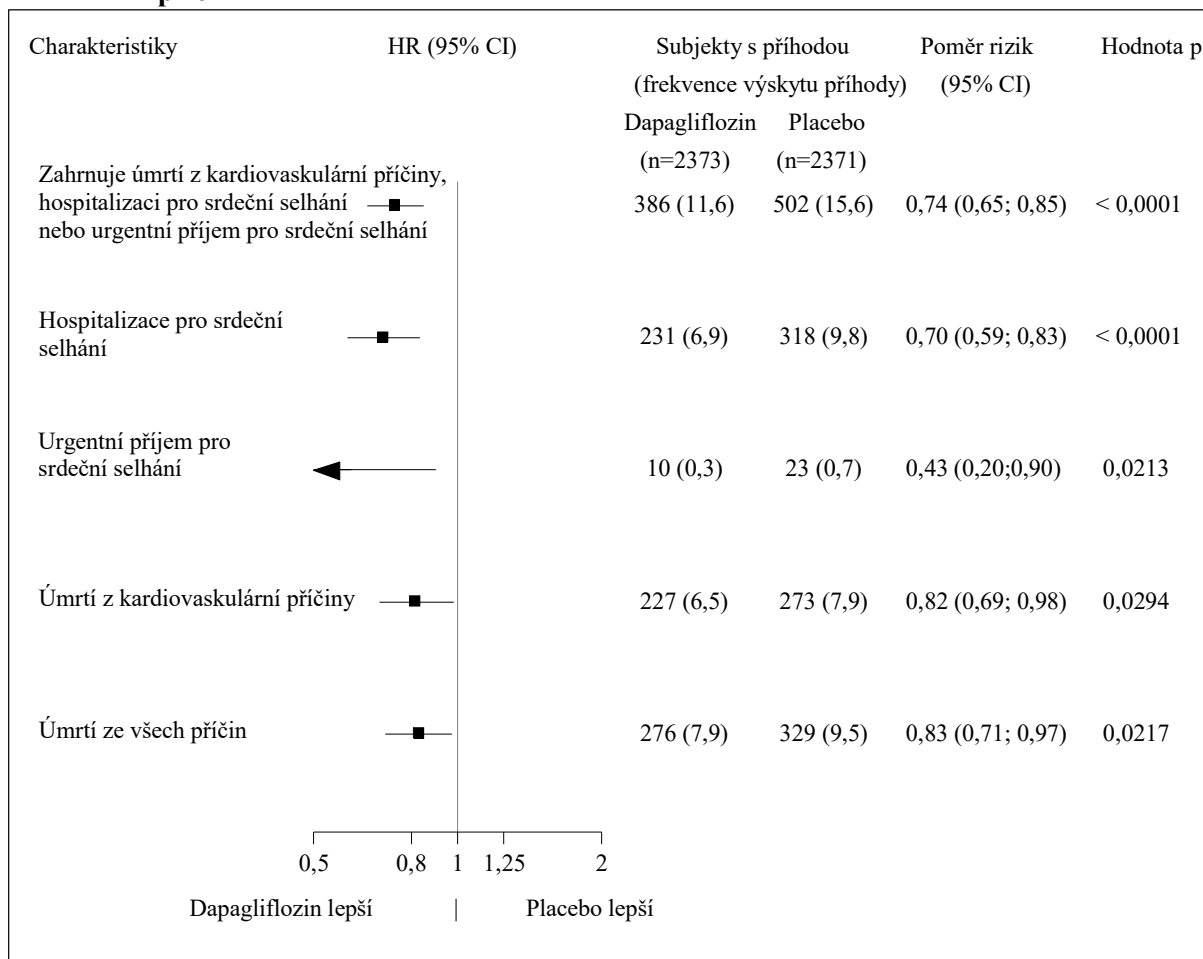 Charakteristiky HR (95% CI) Subjekty s příhodou Poměr rizik Hodnota p
(frekvence výskytu příhody) (95% CI)
Dapagliflozin Placebo
(n=2373) (n=2371)
Zahrnuje úmrtí z kardiovaskulární příčiny,
hospitalizaci pro srdeční selhání 386 (11,6) 502 (15,6) 0,74 (0,65; 0,85) < 0,0001
nebo urgentní příjem pro srdeční selhání
Hospitalizace pro srdeční
selhání 231 (6,9) 318 (9,8) 0,70 (0,59; 0,83) < 0,0001
Urgentní příjem pro
srdeční selhání 10 (0,3) 23 (0,7) 0,43 (0,20;0,90) 0,0213
Úmrtí z kardiovaskulární příčiny 227 (6,5) 273 (7,9) 0,82 (0,69; 0,98) 0,0294
Úmrtí ze všech příčin 276 (7,9) 329 (9,5) 0,83 (0,71; 0,97) 0,0217
0,5 0,8 1 1,25 2
Dapagliflozin lepší | Placebo lepší